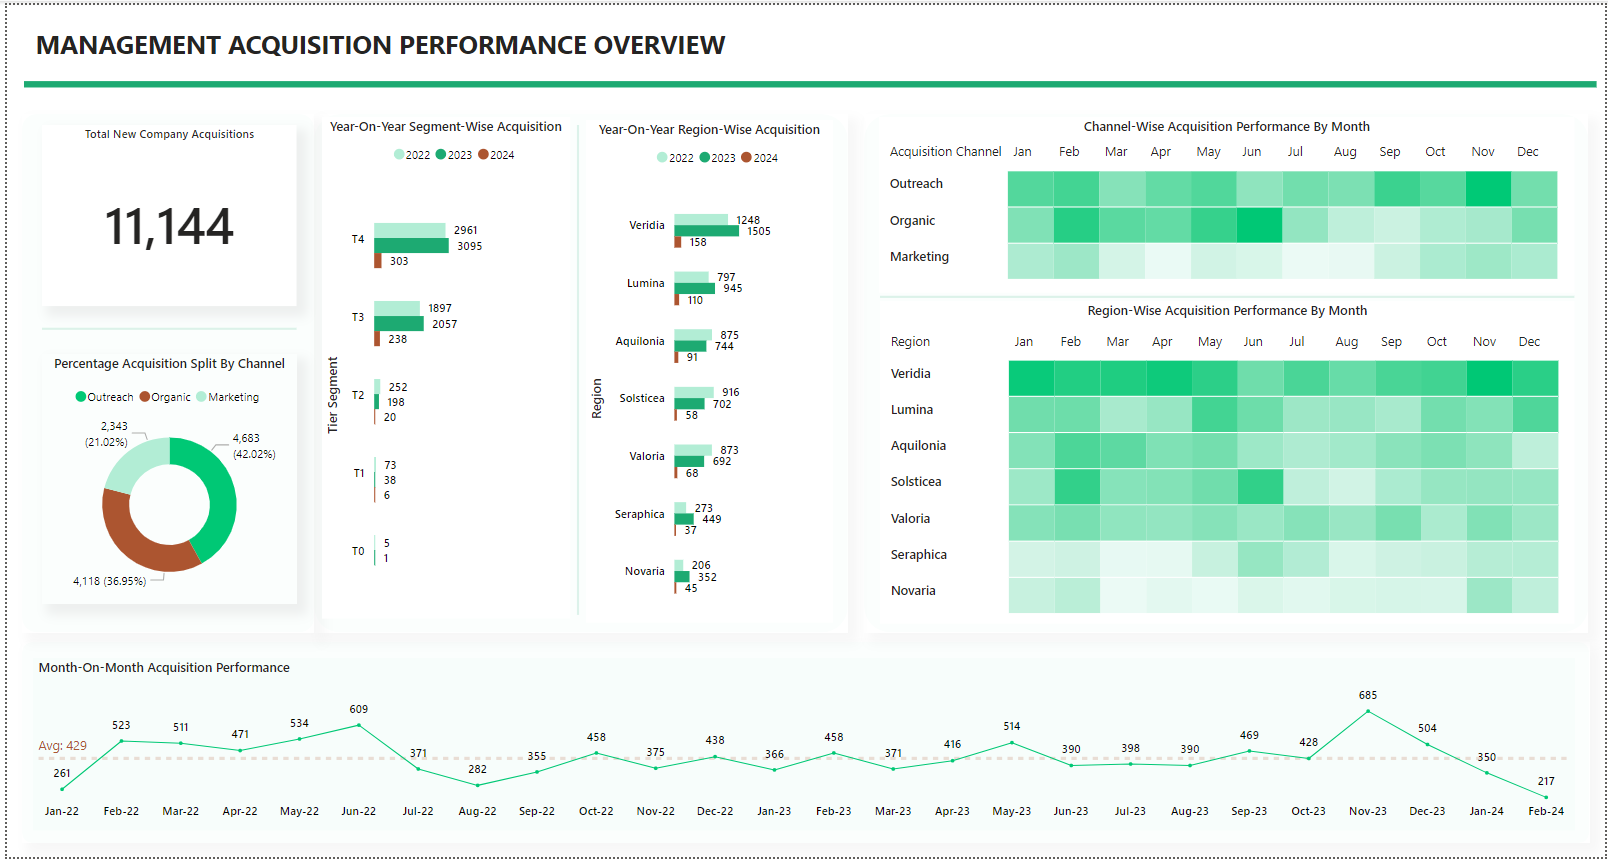 MANAGEMENT ACQUISITION PERFORMANCE OVERVIEW
Total New Company Acquisitions
11,144
Percentage Acquisition Split By Channel
Outreach Organic Marketing
2,343
(21.02%)
4,683
(42.02%)
4,118 (36.95%)
Year-On-Year Segment-Wise Acquisition
2022 2023 2024
Tier Segment
T4
2961
3095
303
T3
1897
2057
238
T2
252
198
20
T1
73
38
6
T0
5
1
Year-On-Year Region-Wise Acquisition
2022 2023 2024
Region
Veridia
1248
1505
158
Lumina
797
945
110
Aquilonia
875
744
91
Solsticea
916
702
58
Valoria
873
692
68
Seraphica
273
449
37
Novaria
206
352
45
Channel-Wise Acquisition Performance By Month
Acquisition Channel Jan Feb Mar Apr May Jun Jul Aug Sep Oct Nov Dec
Outreach
Organic
Marketing
Region-Wise Acquisition Performance By Month
Region Jan Feb Mar Apr May Jun Jul Aug Sep Oct Nov Dec
Veridia
Lumina
Aquilonia
Solsticea
Valoria
Seraphica
Novaria
Month-On-Month Acquisition Performance
Avg: 429
261 523 511 471 534 609 371 282 355 458 375 438 366 458 371 416 514 390 398 390 469 428 685 504 350 217
Jan-22 Feb-22 Mar-22 Apr-22 May-22 Jun-22 Jul-22 Aug-22 Sep-22 Oct-22 Nov-22 Dec-22 Jan-23 Feb-23 Mar-23 Apr-23 May-23 Jun-23 Jul-23 Aug-23 Sep-23 Oct-23 Nov-23 Dec-23 Jan-24 Feb-24